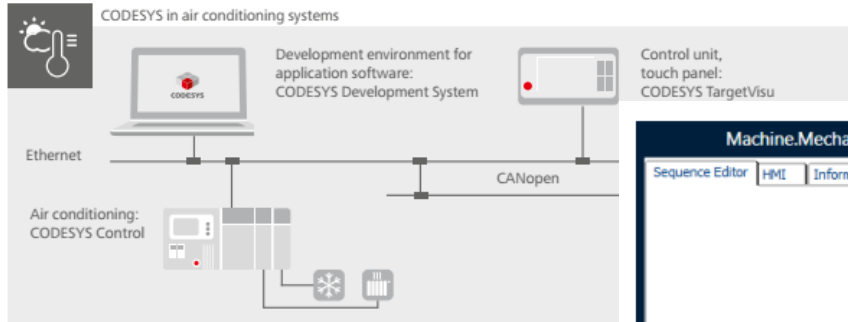 CODESYS in air conditioning systems
Development environment for
application software:
CODESYS Development System
CODESYS
Control unit,
touch panel:
CODESYS TargetVisu
Ethernet
CANopen
Air conditioning:
CODESYS Control
Machine.Mecha
Sequence Editor
HMI
Inform